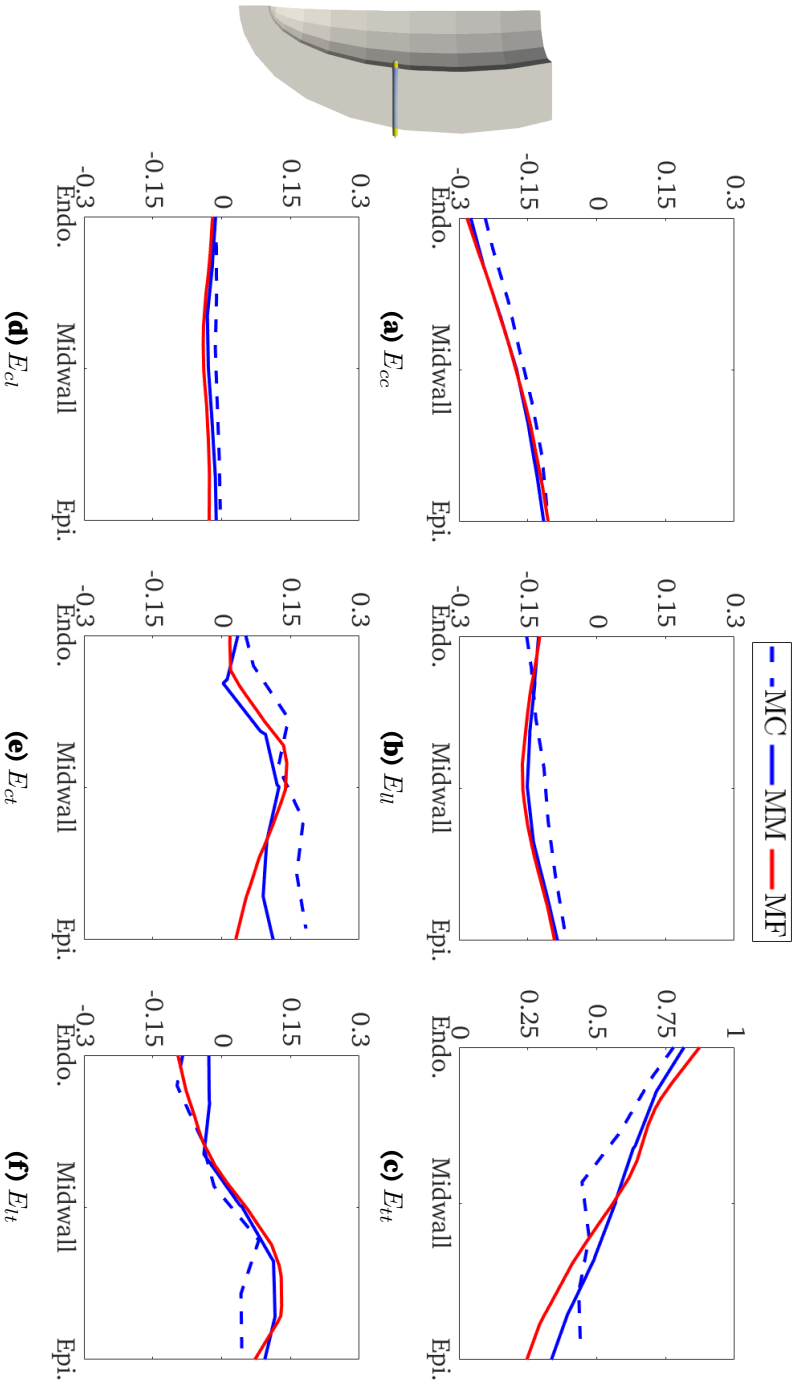 MC MM MF
0.3
0.15
0
-0.15
-0.3
Endo. Midwall Epi.
(a) E_cc
0.3
0.15
0
-0.15
-0.3
Endo. Midwall Epi.
(b) E_ll
1
0.75
0.5
0.25
0
Endo. Midwall Epi.
(c) E_tt
0.3
0.15
0
-0.15
-0.3
Endo. Midwall Epi.
(d) E_cl
0.3
0.15
0
-0.15
-0.3
Endo. Midwall Epi.
(e) E_ct
0.3
0.15
0
-0.15
-0.3
Endo. Midwall Epi.
(f) E_lt